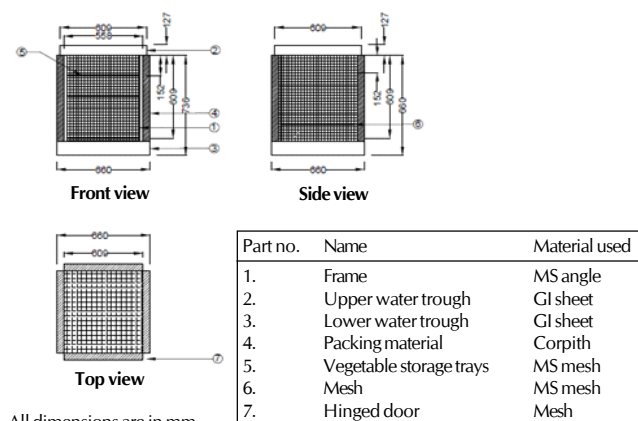 609
559
127
5
2
152
609
736
4
1
3
660
Front view
609
127
152
609
660
6
660
Side view
660
609
7
Top view
All dimensions are in mm
Part no. Name Material used
1. Frame MS angle
2. Upper water trough GI sheet
3. Lower water trough GI sheet
4. Packing material Corpith
5. Vegetable storage trays MS mesh
6. Mesh MS mesh
7. Hinged door Mesh